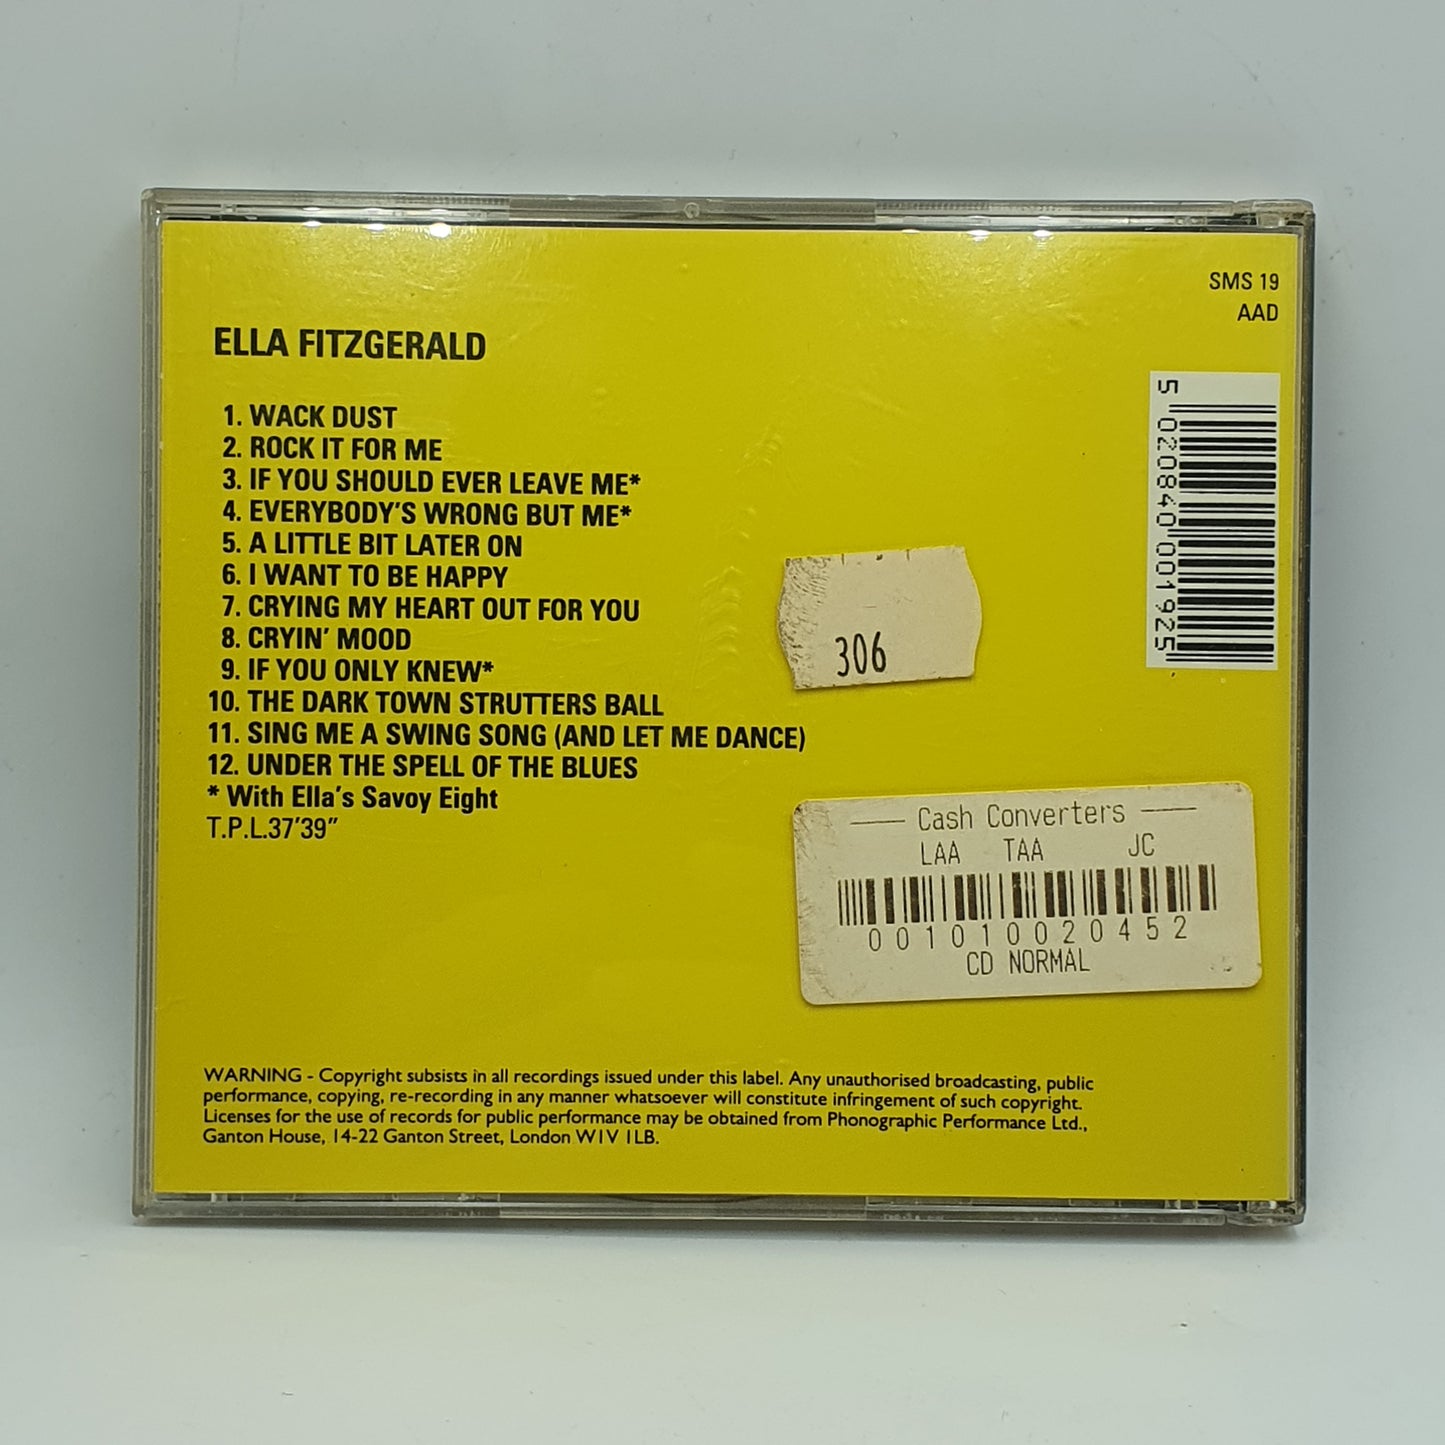 SMS 19
AAD
ELLA FITZGERALD
1. WACK DUST
2. ROCK IT FOR ME
3. IF YOU SHOULD EVER LEAVE ME*
4. EVERYBODY'S WRONG BUT ME*
5. A LITTLE BIT LATER ON
6. I WANT TO BE HAPPY
7. CRYING MY HEART OUT FOR YOU
8. CRYIN' MOOD
9. IF YOU ONLY KNEW*
10. THE DARK TOWN STRUTTERS BALL
11. SING ME A SWING SONG (AND LET ME DANCE)
12. UNDER THE SPELL OF THE BLUES
* With Ella's Savoy Eight
T.P.L.37'39"
5 020840 001925
306
Cash Converters
LAA TAA JC
001010020452
CD NORMAL
WARNING - Copyright subsists in all recordings issued under this label. Any unauthorised broadcasting, public
performance, copying, re-recording in any manner whatsoever will constitute infringement of such copyright.
Licenses for the use of records for public performance may be obtained from Phonographic Performance Ltd.,
Ganton House, 14-22 Ganton Street, London W1V 1LB.